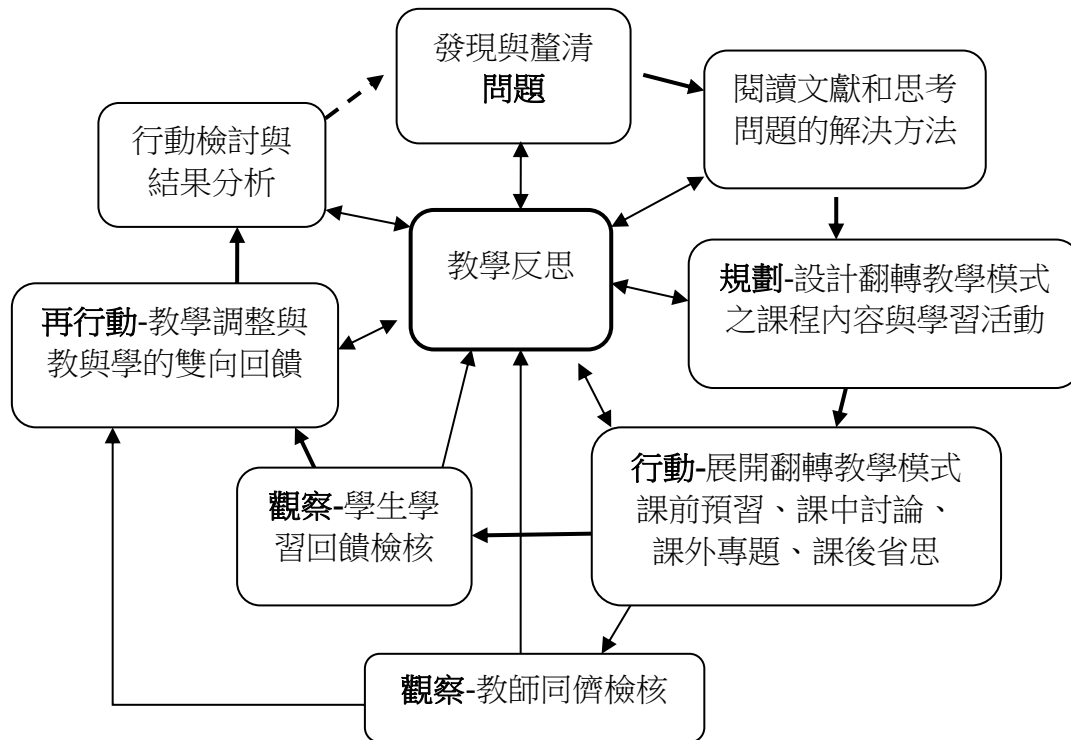 發現與釐清
問題
閱讀文獻和思考
問題的解決方法
行動檢討與
結果分析
教學反思
規劃-設計翻轉教學模式
之課程內容與學習活動
再行動-教學調整與
教與學的雙向回饋
行動-展開翻轉教學模式
課前預習、課中討論、
課外專題、課後省思
觀察-學生學
習回饋檢核
觀察-教師同儕檢核